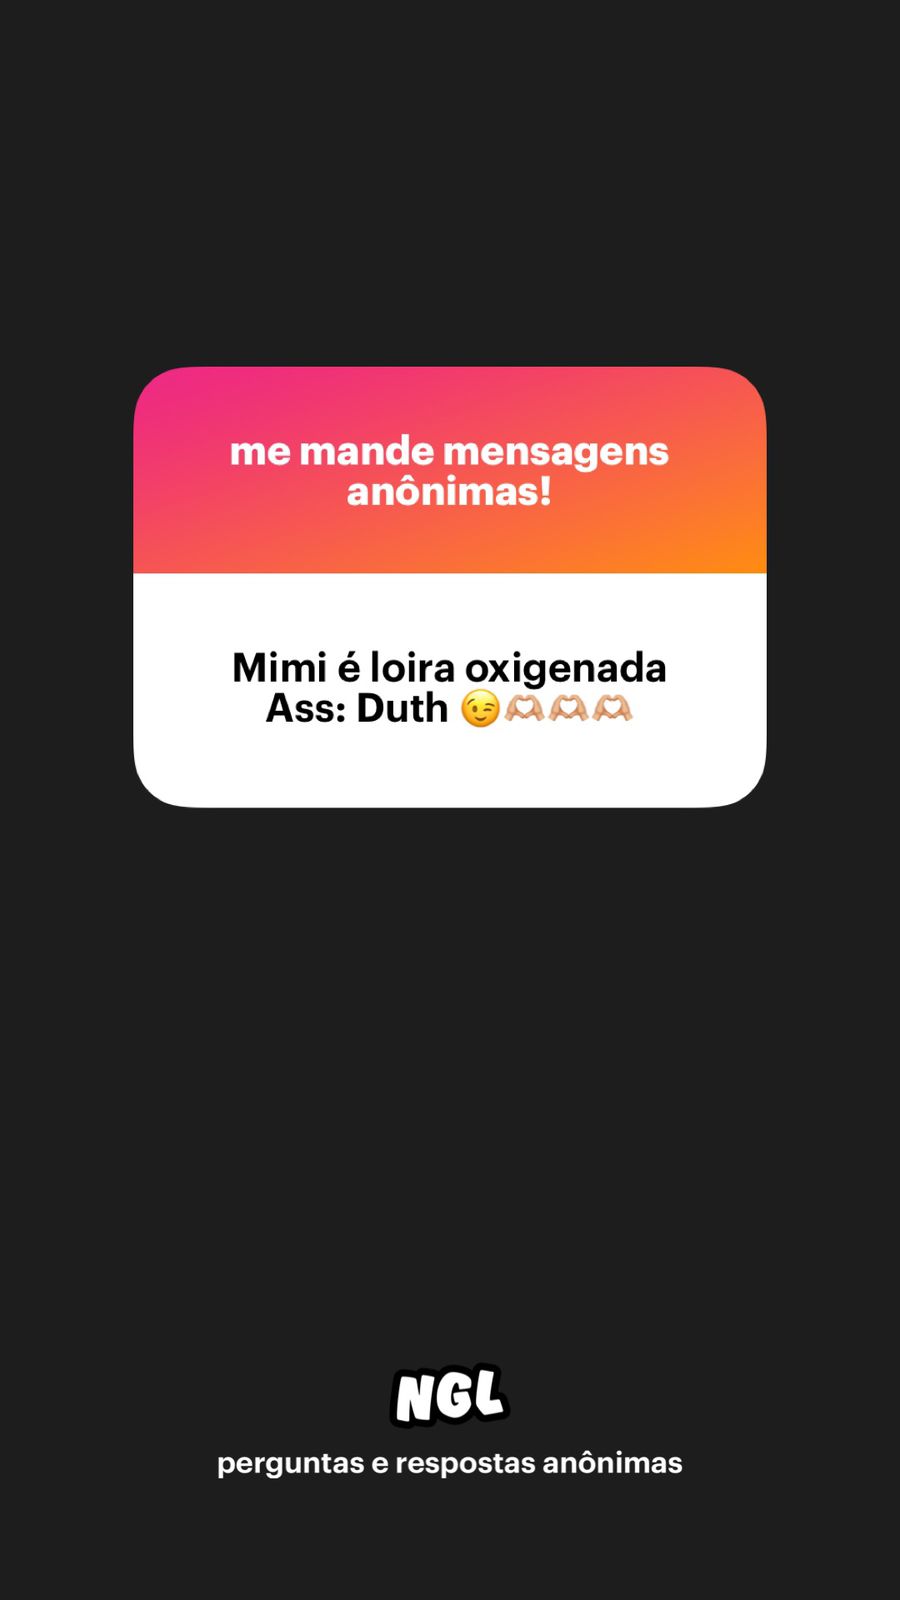 me mande mensagens
anônimas!
Mimi é loira oxigenada
Ass: Duth 😉🫶🏼🫶🏼🫶🏼
NGL
perguntas e respostas anônimas